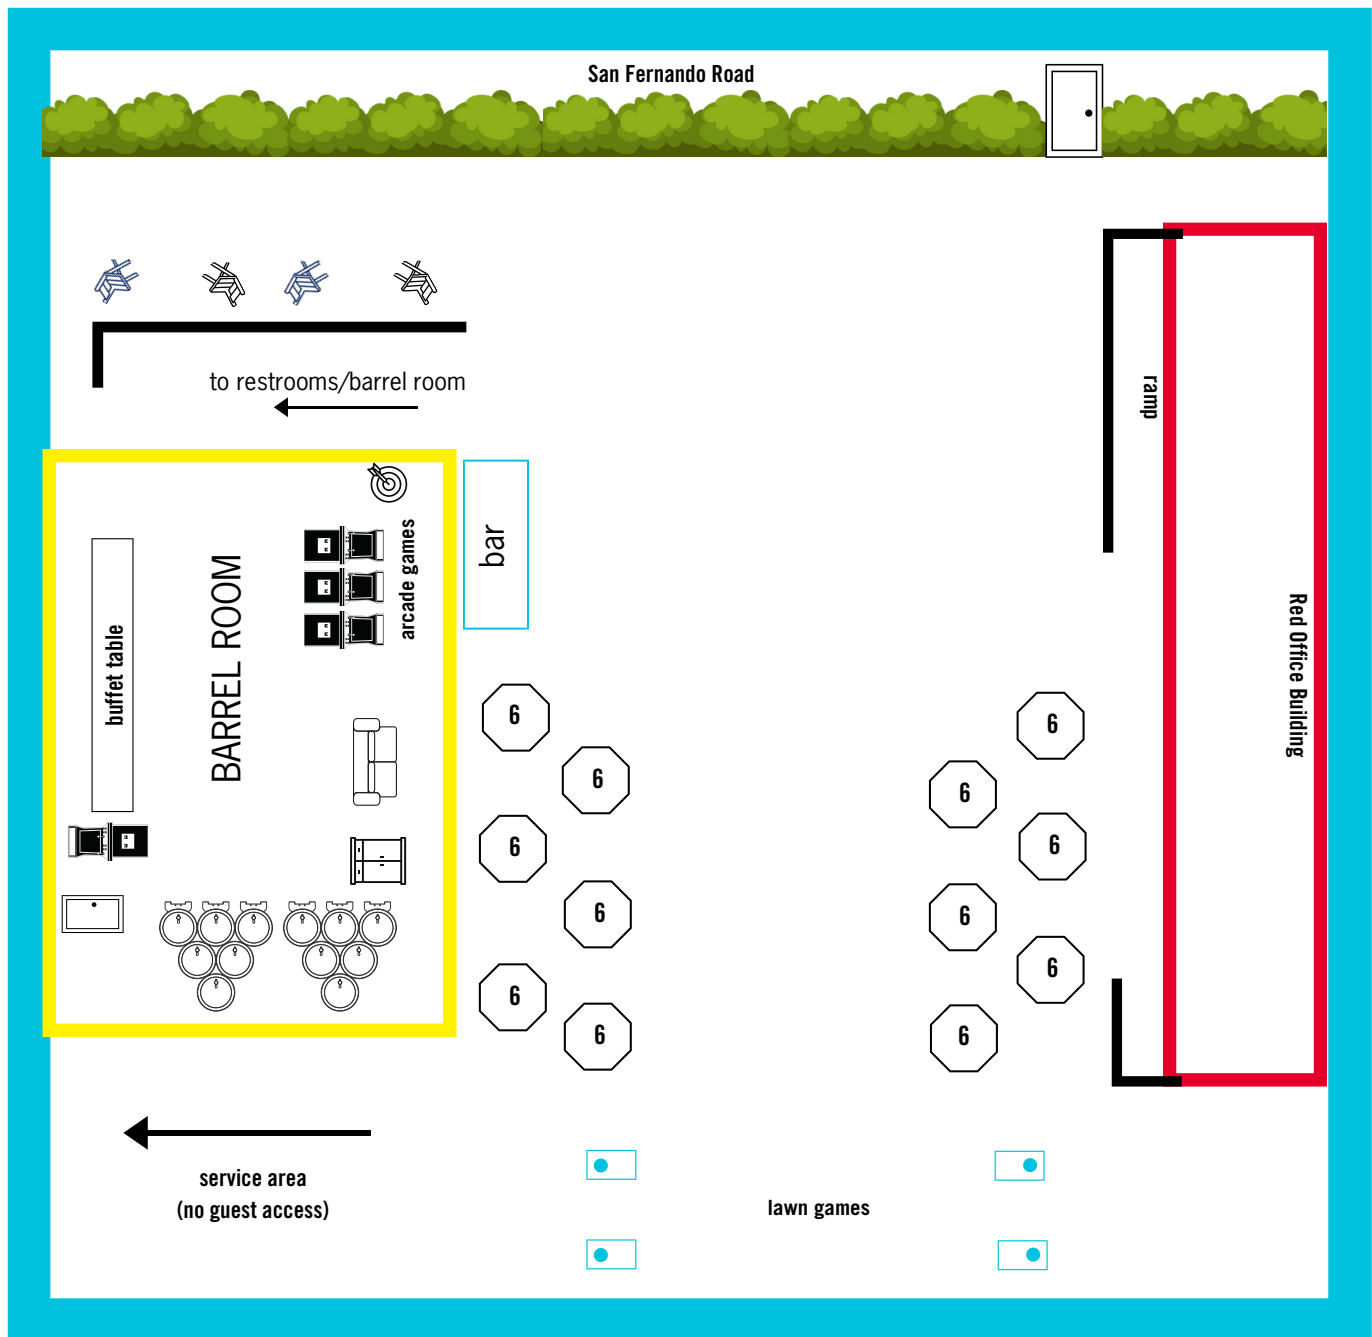 San Fernando Road
to restrooms/barrel room
ramp
bar
arcade games
BARREL ROOM
buffet table
Red Office Building
6
6
6
6
6
6
6
6
6
6
6
6
service area
(no guest access)
lawn games